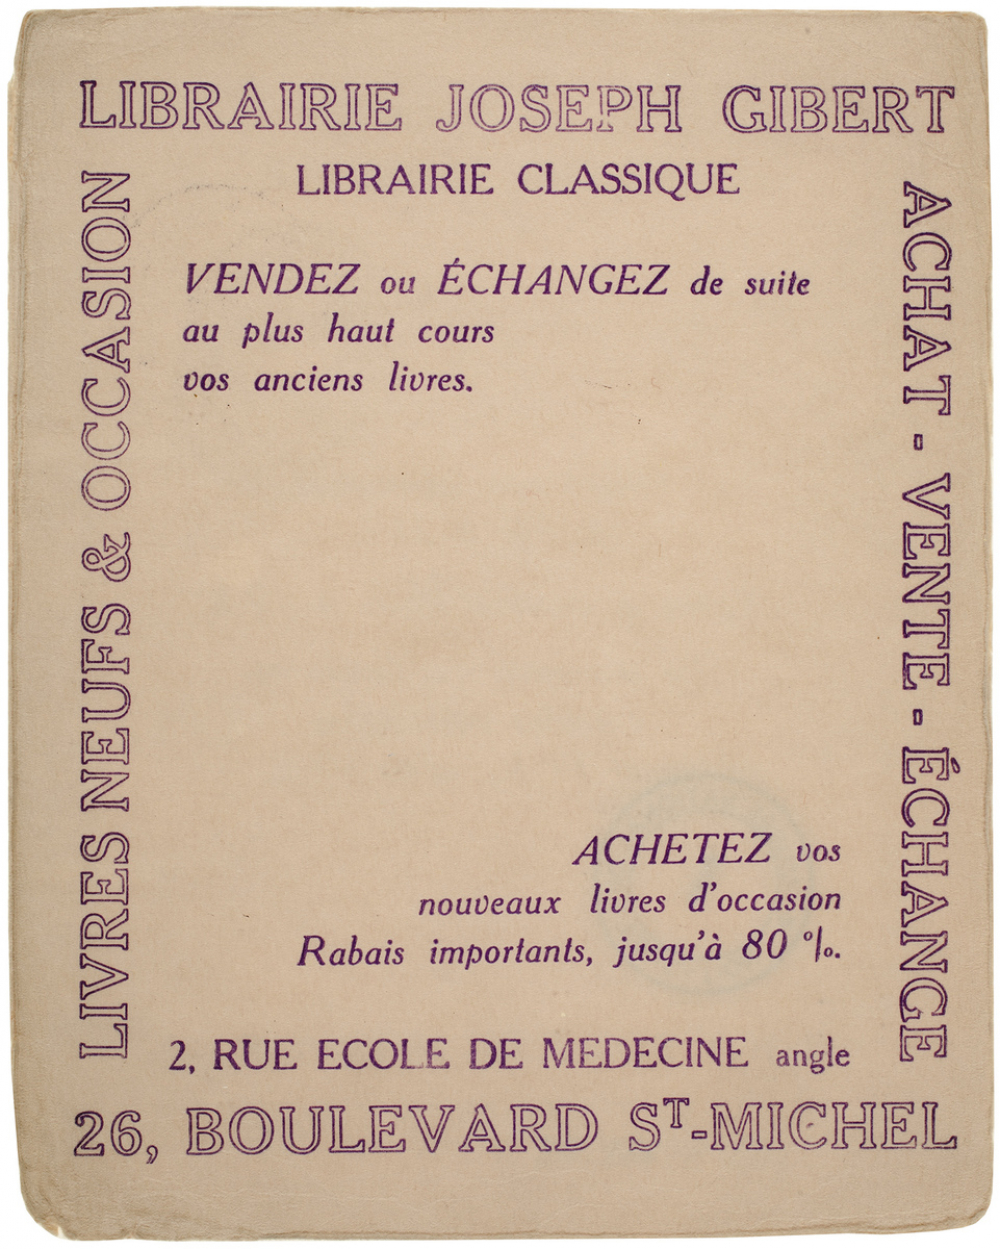 LIBRAIRIE JOSEPH GIBERT
LIBRAIRIE CLASSIQUE
LIVRES NEUFS & OCCASION
ACHAT - VENTE - ÉCHANGE
VENDEZ ou ÉCHANGEZ de suite
au plus haut cours
vos anciens livres.
ACHETEZ vos
nouveaux livres d'occasion
Rabais importants, jusqu'à 80 %.
2, RUE ECOLE DE MEDECINE angle
26, BOULEVARD ST-MICHEL